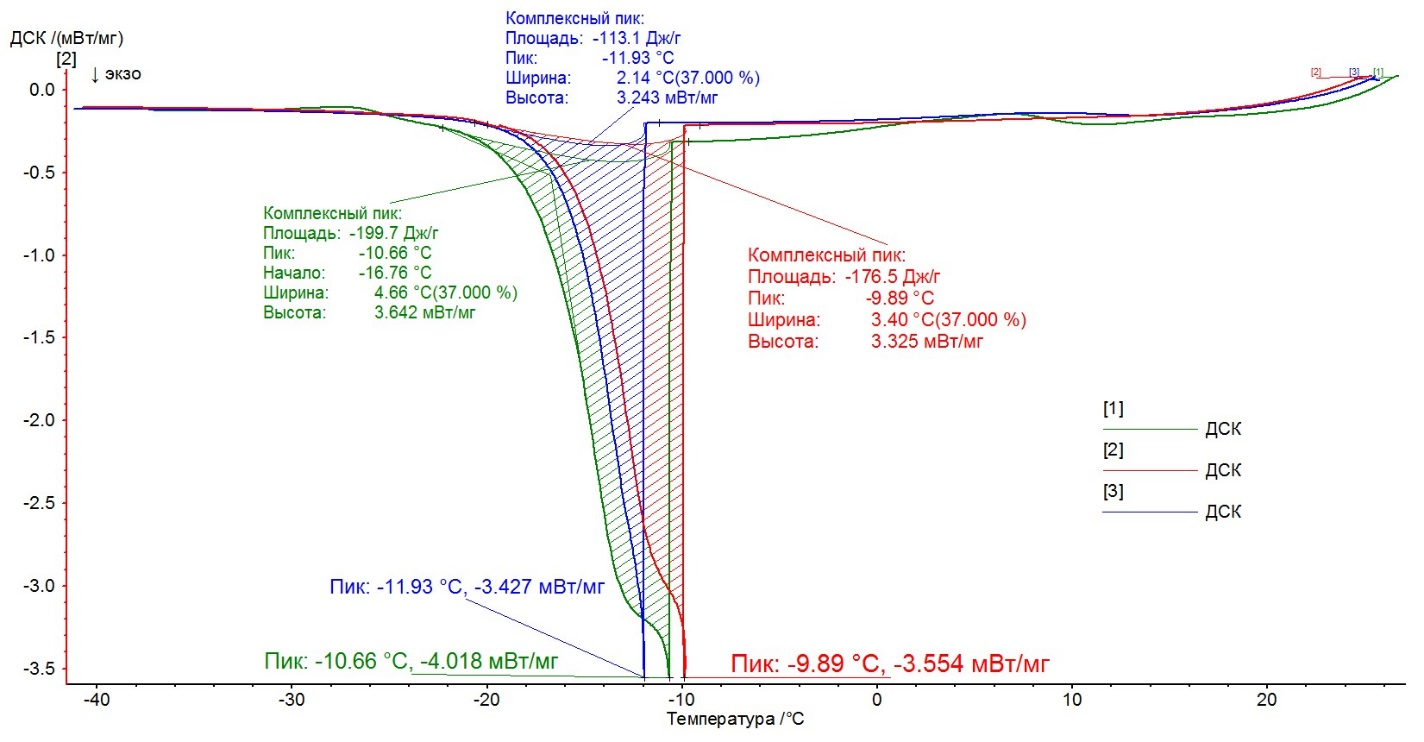 Комплексный пик:
Площадь: -113.1 Дж/г
Пик: -11.93 °C
Ширина: 2.14 °C(37.000 %)
Высота: 3.243 мВт/мг
ДСК /(мВт/мг)
[2]
↓ экзо
[2] [3] [1]
0.0
-0.5
-1.0
-1.5
-2.0
-2.5
-3.0
-3.5
Комплексный пик:
Площадь: -199.7 Дж/г
Пик: -10.66 °C
Начало: -16.76 °C
Ширина: 4.66 °C(37.000 %)
Высота: 3.642 мВт/мг
Комплексный пик:
Площадь: -176.5 Дж/г
Пик: -9.89 °C
Ширина: 3.40 °C(37.000 %)
Высота: 3.325 мВт/мг
[1]
ДСК
[2]
ДСК
[3]
ДСК
Пик: -11.93 °C, -3.427 мВт/мг
Пик: -10.66 °C, -4.018 мВт/мг
Пик: -9.89 °C, -3.554 мВт/мг
-40 -30 -20 -10 0 10 20
Температура /°C